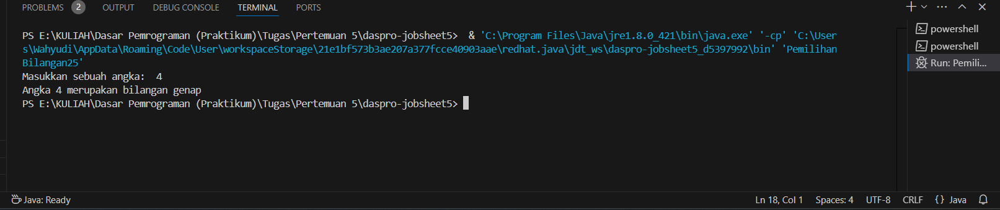 PROBLEMS 2 OUTPUT DEBUG CONSOLE TERMINAL PORTS
PS E:\KULIAH\Dasar Pemrograman (Praktikum)\Tugas\Pertemuan 5\daspro-jobsheet5>  & 'C:\Program Files\Java\jre1.8.0_421\bin\java.exe' '-cp' 'C:\User
s\Wahyudi\AppData\Roaming\Code\User\workspaceStorage\21e1bf573b3ae207a377fcce40903aae\redhat.java\jdt_ws\daspro-jobsheet5_d5397992\bin' 'Pemilihan
Bilangan25'
Masukkan sebuah angka:  4
Angka 4 merupakan bilangan genap
PS E:\KULIAH\Dasar Pemrograman (Praktikum)\Tugas\Pertemuan 5\daspro-jobsheet5>
powershell
powershell
Run: Pemili...
Java: Ready
Ln 18, Col 1 Spaces: 4 UTF-8 CRLF {} Java